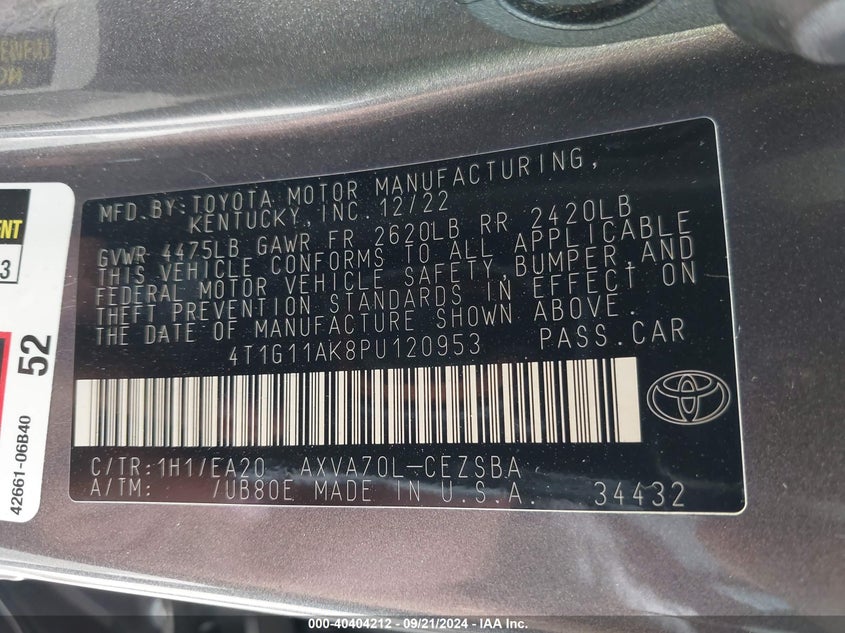 MFD.BY: TOYOTA MOTOR MANUFACTURING,
KENTUCKY, INC. 12/22
GVWR 4475LB GAWR FR 2620LB RR 2420LB
THIS VEHICLE CONFORMS TO ALL APPLICABLE
FEDERAL MOTOR VEHICLE SAFETY,BUMPER,AND
THEFT PREVENTION STANDARDS IN EFFECT ON
THE DATE OF MANUFACTURE SHOWN ABOVE.
4T1G11AK8PU120953 PASS.CAR
C/TR:1H1/EA20 AXVA70L-CEZSBA
A/TM: /UB80E MADE IN U.S.A. 34432
52
42661-06B40
### 40404212 - 09/21/2024 - IAA Inc.